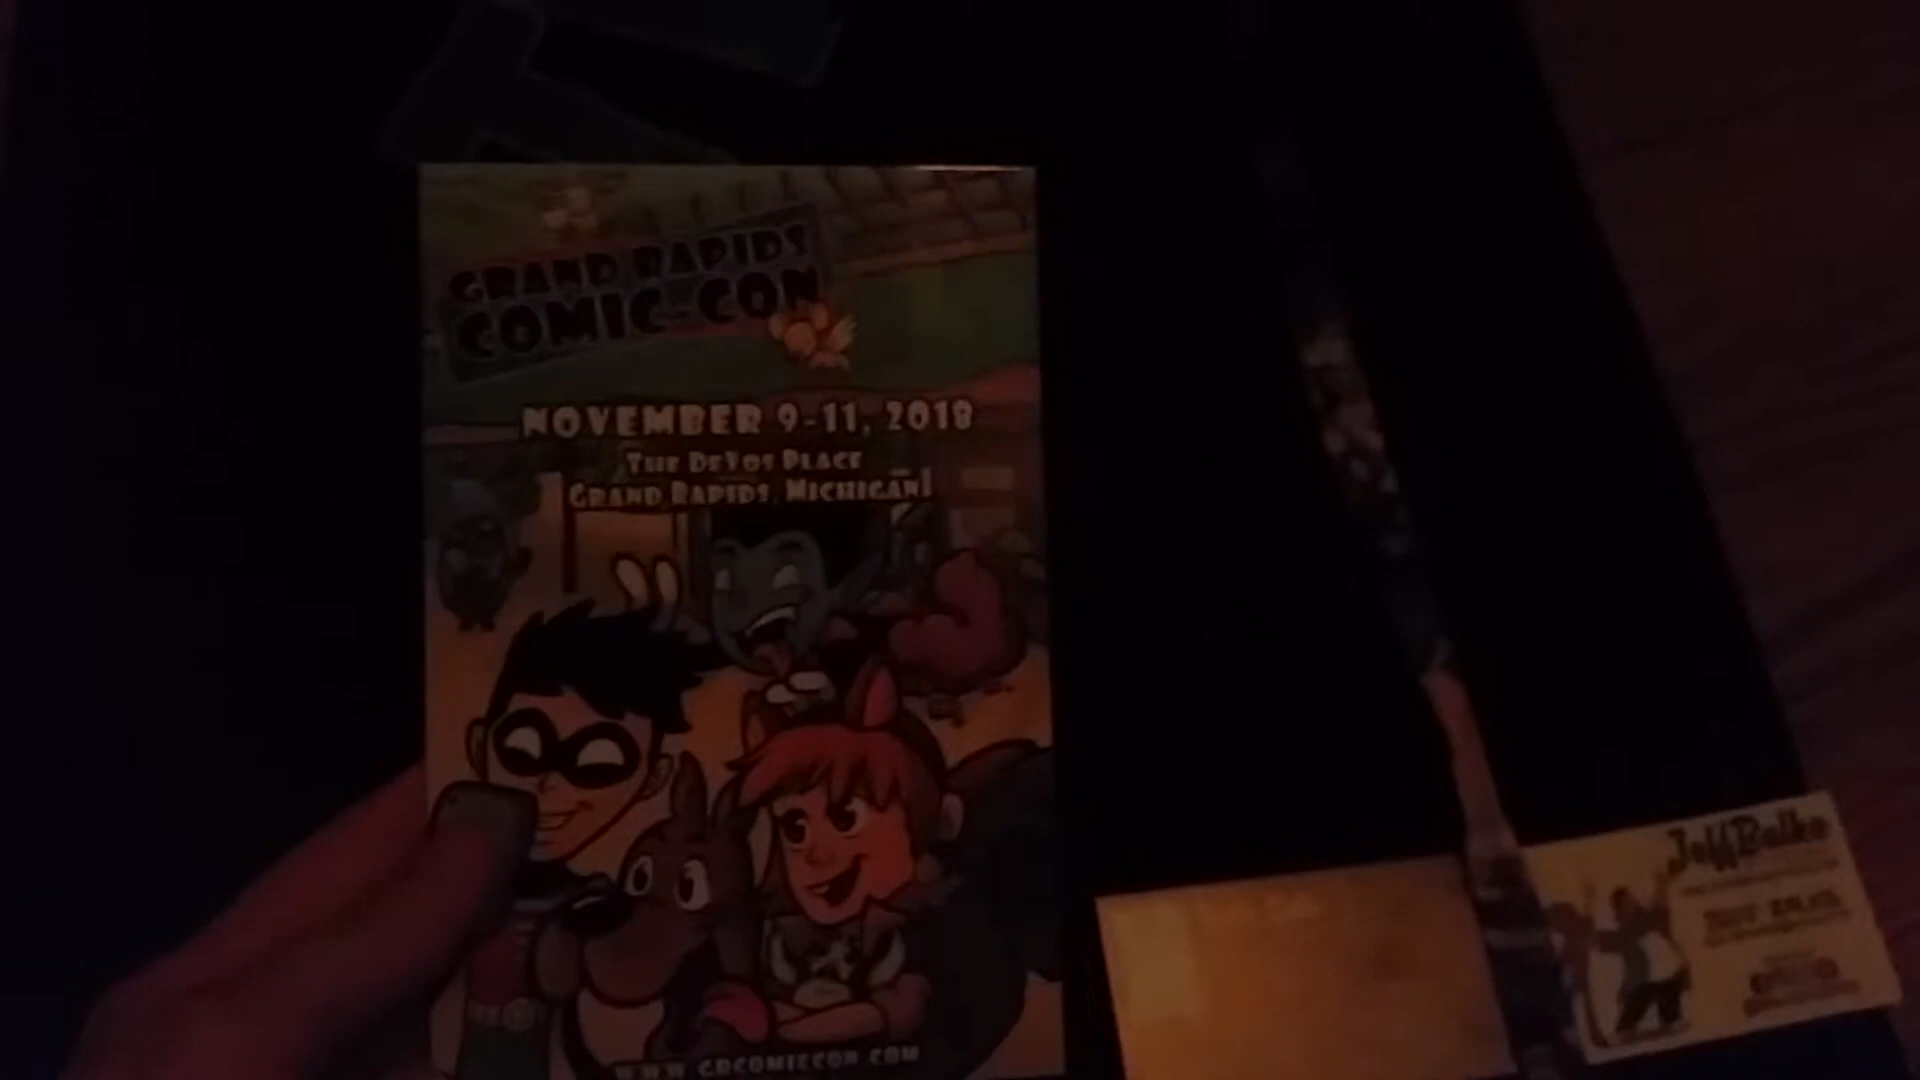 GRAND RAPIDS
COMIC-CON
NOVEMBER 9-11, 2018
THE DEVOS PLACE
GRAND RAPIDS, MICHIGAN
WWW.GRCOMICCON.COM
Jeff Balke